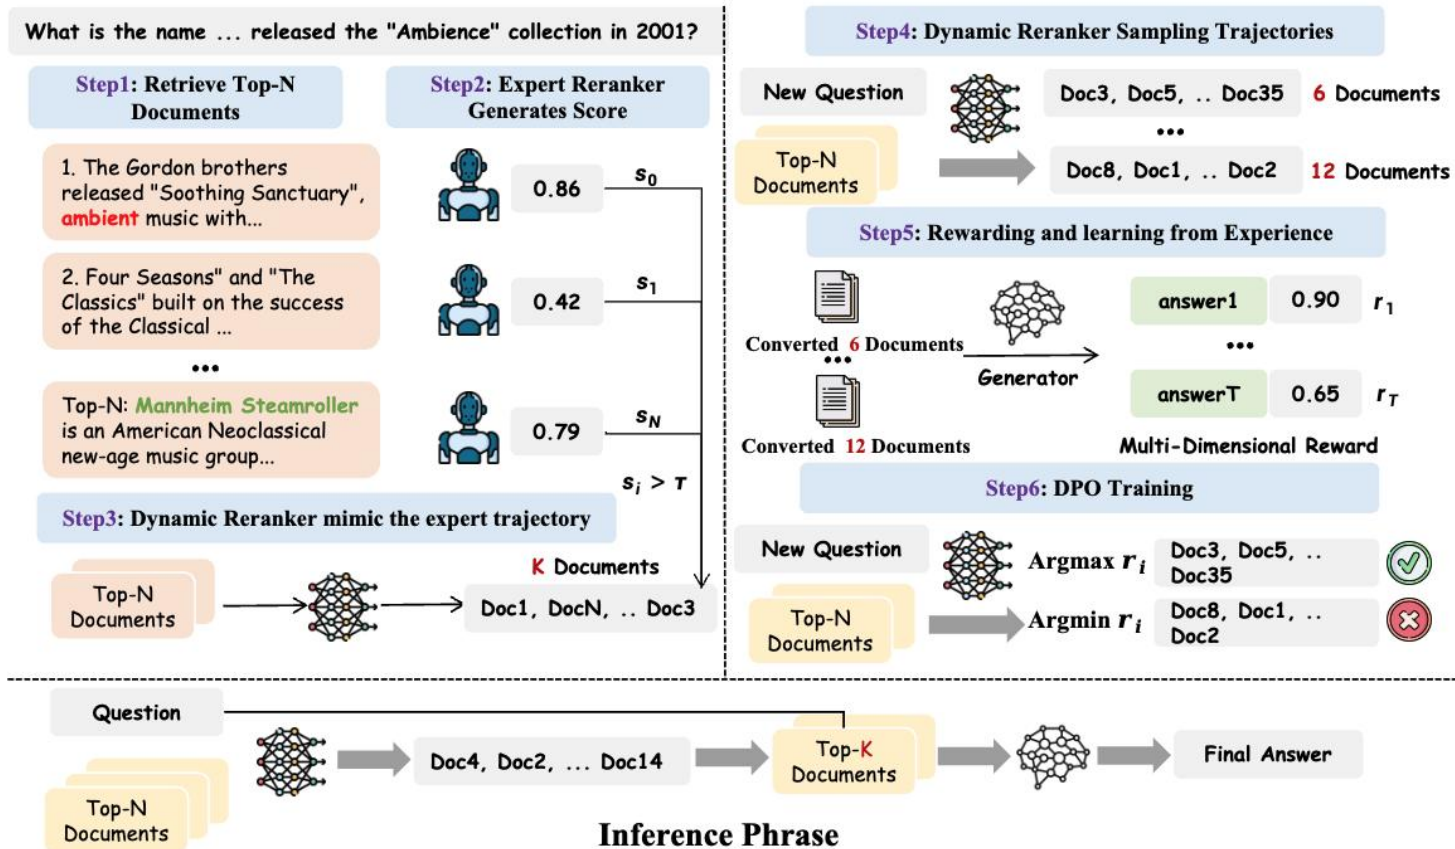 What is the name ... released the "Ambience" collection in 2001?
Step1: Retrieve Top-N
Documents
Step2: Expert Reranker
Generates Score
1. The Gordon brothers
released "Soothing Sanctuary",
ambient music with...
0.86
s0
2. Four Seasons" and "The
Classics" built on the success
of the Classical ...
0.42
s1
...
Top-N: Mannheim Steamroller
is an American Neoclassical
new-age music group...
0.79
sN
si > τ
Step3: Dynamic Reranker mimic the expert trajectory
K Documents
Top-N
Documents
Doc1, DocN, .. Doc3
Step4: Dynamic Reranker Sampling Trajectories
New Question
Doc3, Doc5, .. Doc35
6 Documents
...
Top-N
Documents
Doc8, Doc1, .. Doc2
12 Documents
Step5: Rewarding and learning from Experience
Converted 6 Documents
...
Converted 12 Documents
Generator
answer1
0.90
r1
...
answerT
0.65
rT
Multi-Dimensional Reward
Step6: DPO Training
New Question
Top-N
Documents
Argmax ri
Doc3, Doc5, ..
Doc35
Argmin ri
Doc8, Doc1, ..
Doc2
Question
Top-N
Documents
Doc4, Doc2, ... Doc14
Top-K
Documents
Final Answer
Inference Phrase